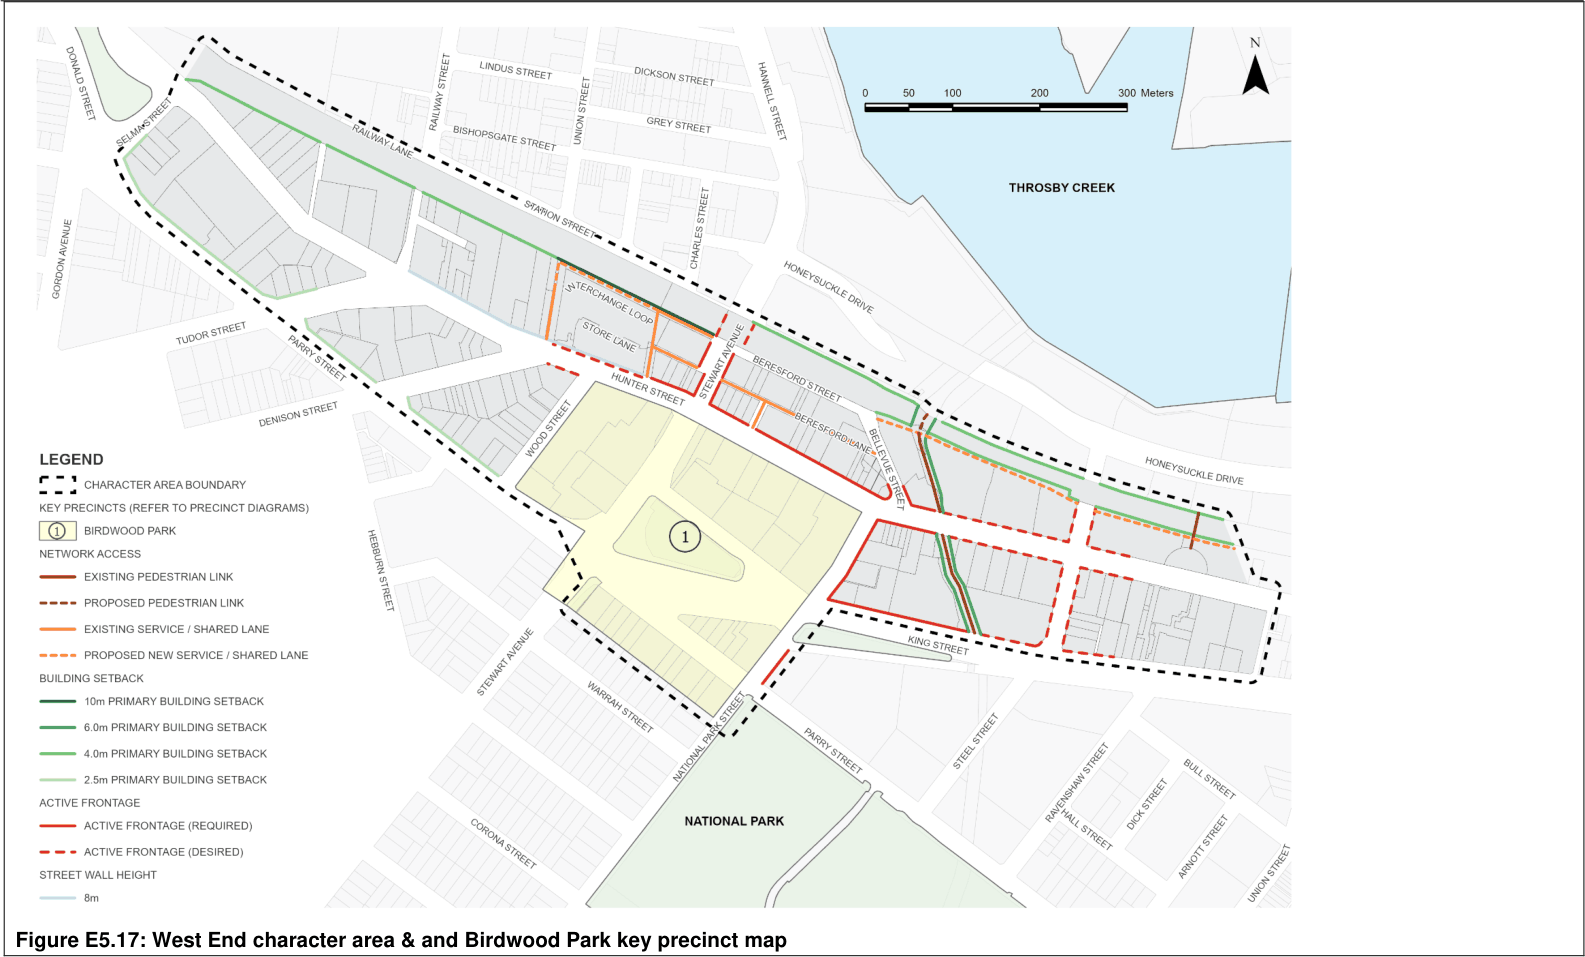 DONALD STREET
SELMA STREET
GORDON AVENUE
RAILWAY LANE
RAILWAY STREET
LINDUS STREET
DICKSON STREET
UNION STREET
GREY STREET
BISHOPSGATE STREET
HANNELL STREET
STATION STREET
CHARLES STREET
HONEYSUCKLE DRIVE
0 50 100 200 300 Meters
N
THROSBY CREEK
INTERCHANGE LOOP
STORE LANE
STEWART AVENUE
BERESFORD STREET
HUNTER STREET
BERESFORD LANE
BELLEVUE STREET
HONEYSUCKLE DRIVE
TUDOR STREET
PARRY STREET
DENISON STREET
WOOD STREET
HEBBURN STREET
1
KING STREET
STEWART AVENUE
WARRAH STREET
NATIONAL PARK STREET
PARRY STREET
STEEL STREET
RAVENSHAW STREET
HALL STREET
DICK STREET
BULL STREET
ARNOTT STREET
UNION STREET
CORONA STREET
NATIONAL PARK
LEGEND
CHARACTER AREA BOUNDARY
KEY PRECINCTS (REFER TO PRECINCT DIAGRAMS)
1 BIRDWOOD PARK
NETWORK ACCESS
EXISTING PEDESTRIAN LINK
PROPOSED PEDESTRIAN LINK
EXISTING SERVICE / SHARED LANE
PROPOSED NEW SERVICE / SHARED LANE
BUILDING SETBACK
10m PRIMARY BUILDING SETBACK
6.0m PRIMARY BUILDING SETBACK
4.0m PRIMARY BUILDING SETBACK
2.5m PRIMARY BUILDING SETBACK
ACTIVE FRONTAGE
ACTIVE FRONTAGE (REQUIRED)
ACTIVE FRONTAGE (DESIRED)
STREET WALL HEIGHT
8m
Figure E5.17: West End character area & and Birdwood Park key precinct map